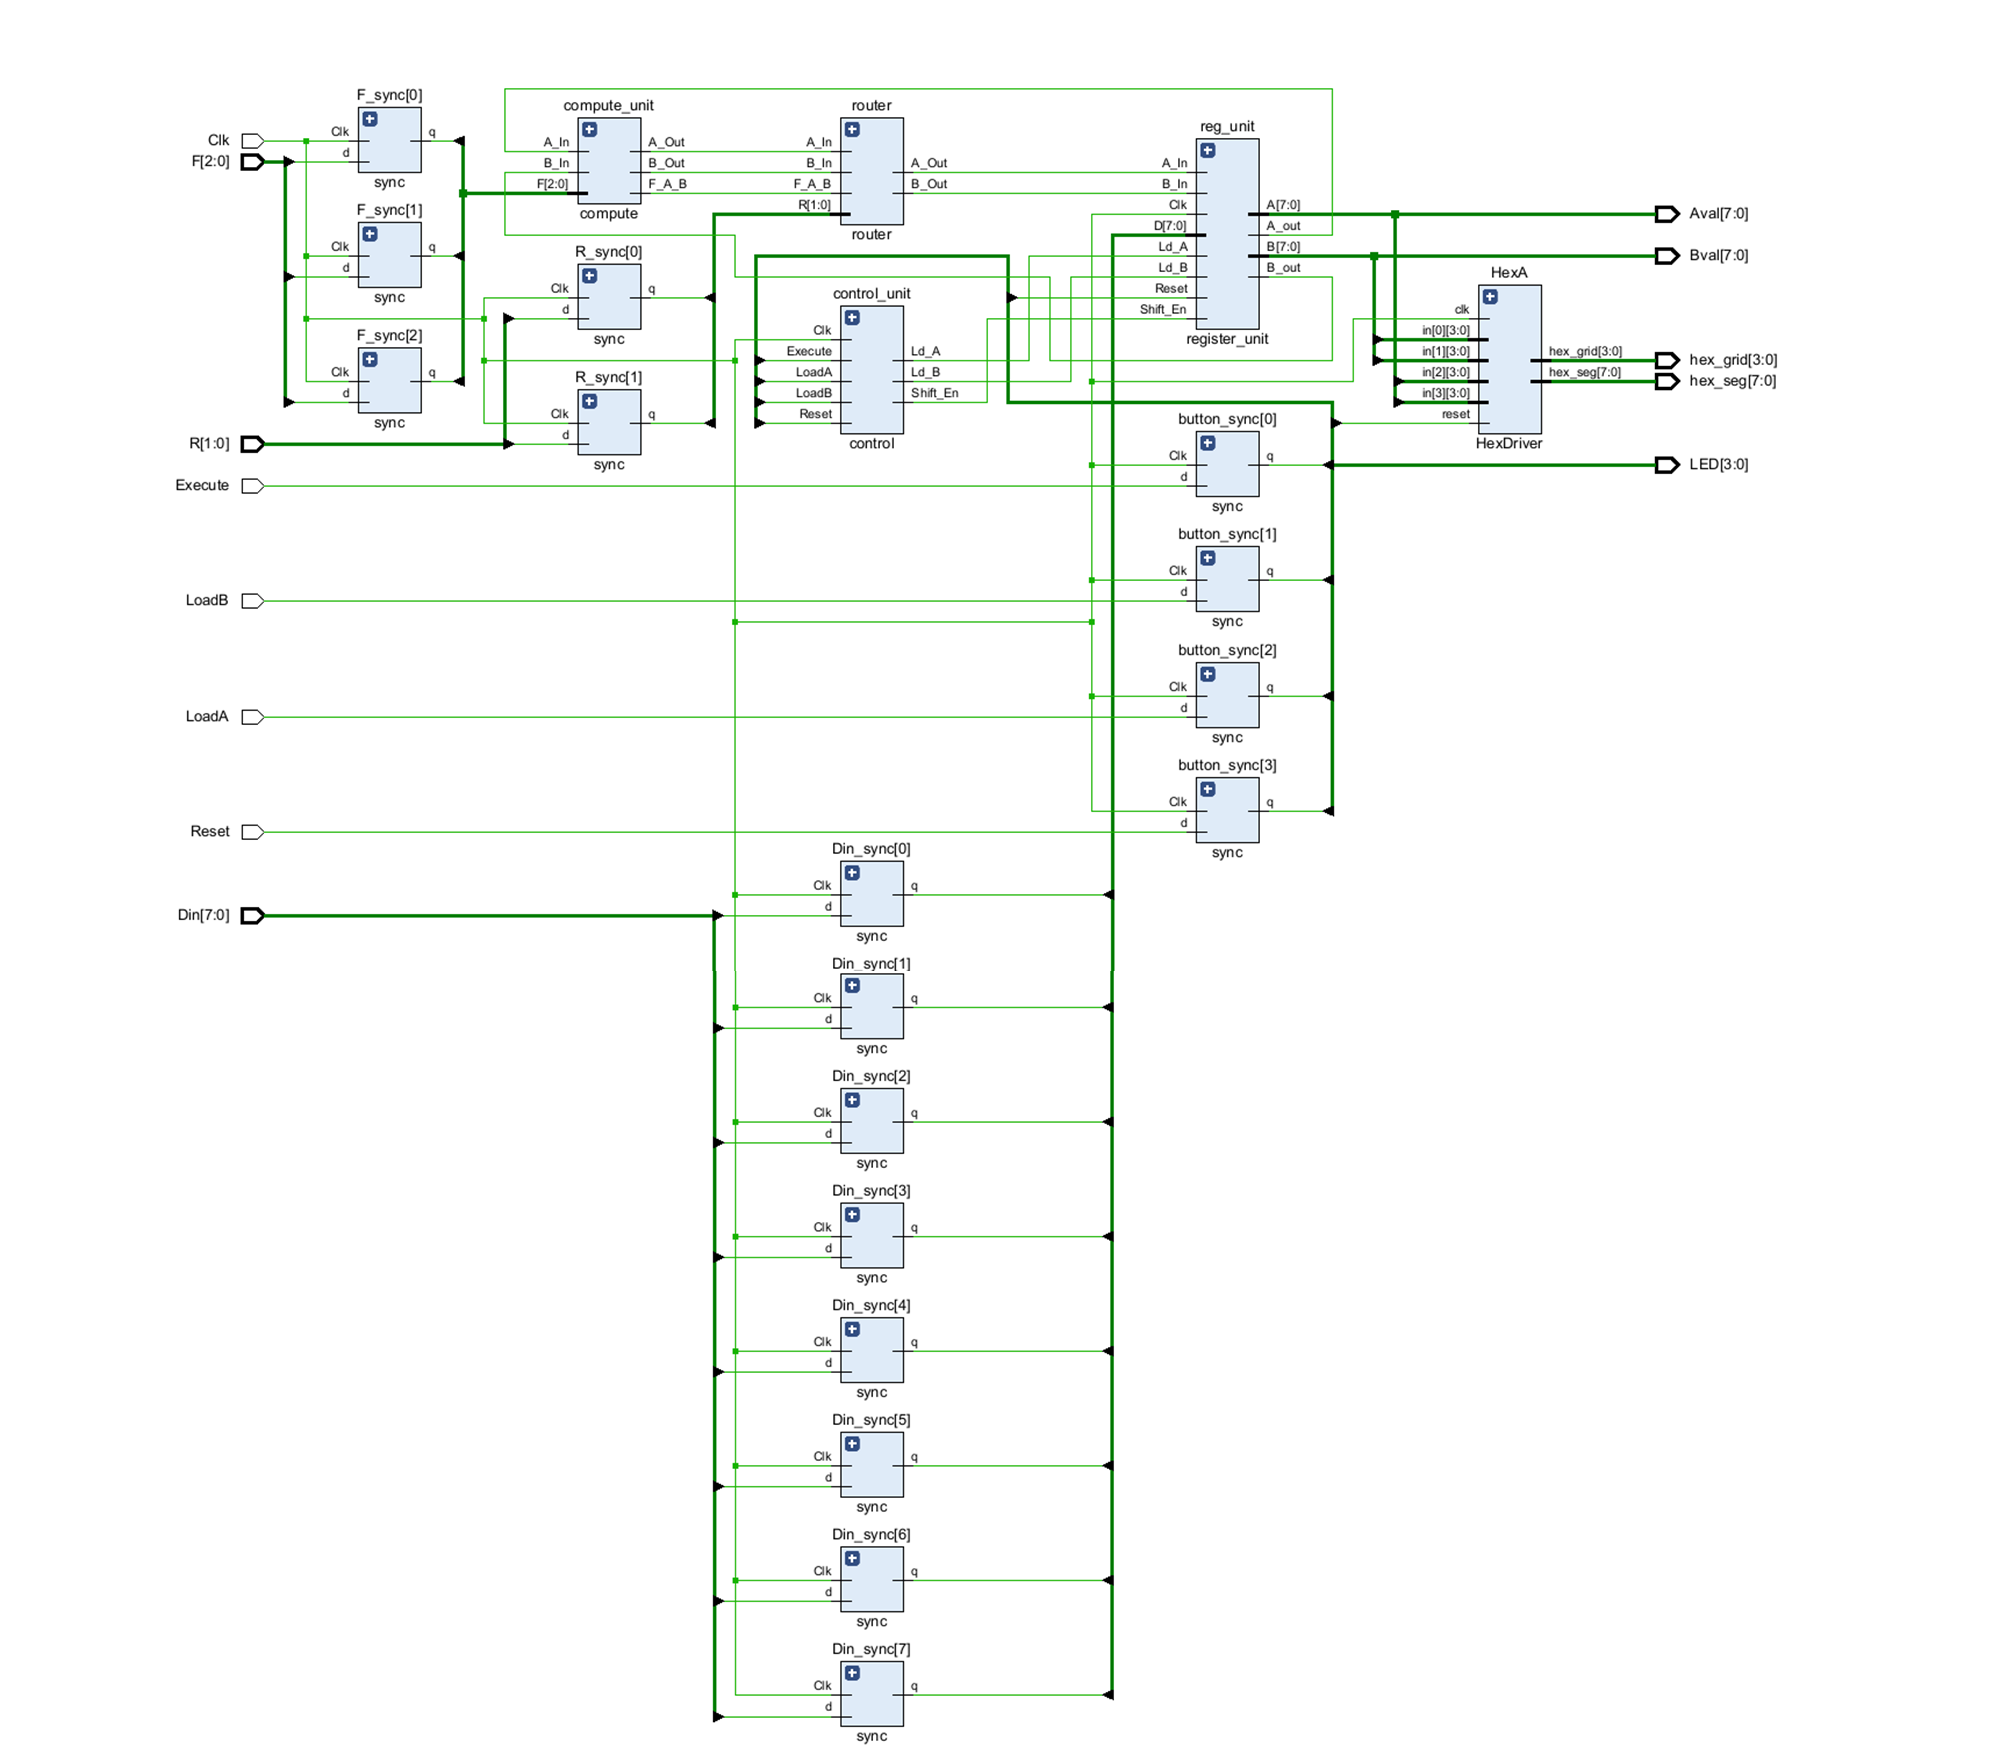 F_sync[0]
Clk
d
q
sync
F_sync[1]
Clk
d
q
sync
F_sync[2]
Clk
d
q
sync
Clk
F[2:0]
R[1:0]
Execute
LoadB
LoadA
Reset
Din[7:0]
compute_unit
A_In
B_In
F[2:0]
A_Out
B_Out
F_A_B
compute
R_sync[0]
Clk
d
q
sync
R_sync[1]
Clk
d
q
sync
router
A_In
B_In
F_A_B
R[1:0]
A_Out
B_Out
router
control_unit
Clk
Execute
LoadA
LoadB
Reset
Ld_A
Ld_B
Shift_En
control
reg_unit
A_In
B_In
Clk
D[7:0]
Ld_A
Ld_B
Reset
Shift_En
A[7:0]
A_out
B[7:0]
B_out
register_unit
HexA
clk
in[0][3:0]
in[1][3:0]
in[2][3:0]
in[3][3:0]
reset
hex_grid[3:0]
hex_seg[7:0]
HexDriver
Aval[7:0]
Bval[7:0]
hex_grid[3:0]
hex_seg[7:0]
LED[3:0]
button_sync[0]
Clk
d
q
sync
button_sync[1]
Clk
d
q
sync
button_sync[2]
Clk
d
q
sync
button_sync[3]
Clk
d
q
sync
Din_sync[0]
Clk
d
q
sync
Din_sync[1]
Clk
d
q
sync
Din_sync[2]
Clk
d
q
sync
Din_sync[3]
Clk
d
q
sync
Din_sync[4]
Clk
d
q
sync
Din_sync[5]
Clk
d
q
sync
Din_sync[6]
Clk
d
q
sync
Din_sync[7]
Clk
d
q
sync